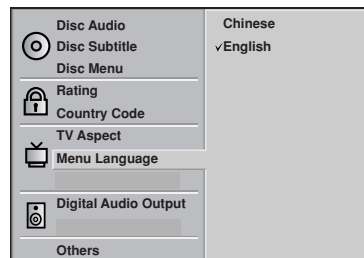 Disc Audio
Disc Subtitle
Disc Menu
Rating
Country Code
TV Aspect
Menu Language
Digital Audio Output
Others
Chinese
✓English